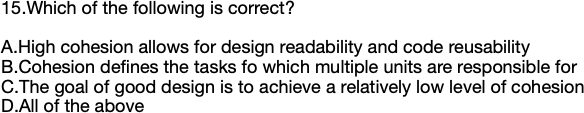 15.Which of the following is correct?
A.High cohesion allows for design readability and code reusability
B.Cohesion defines the tasks fo which multiple units are responsible for
C.The goal of good design is to achieve a relatively low level of cohesion
D.All of the above